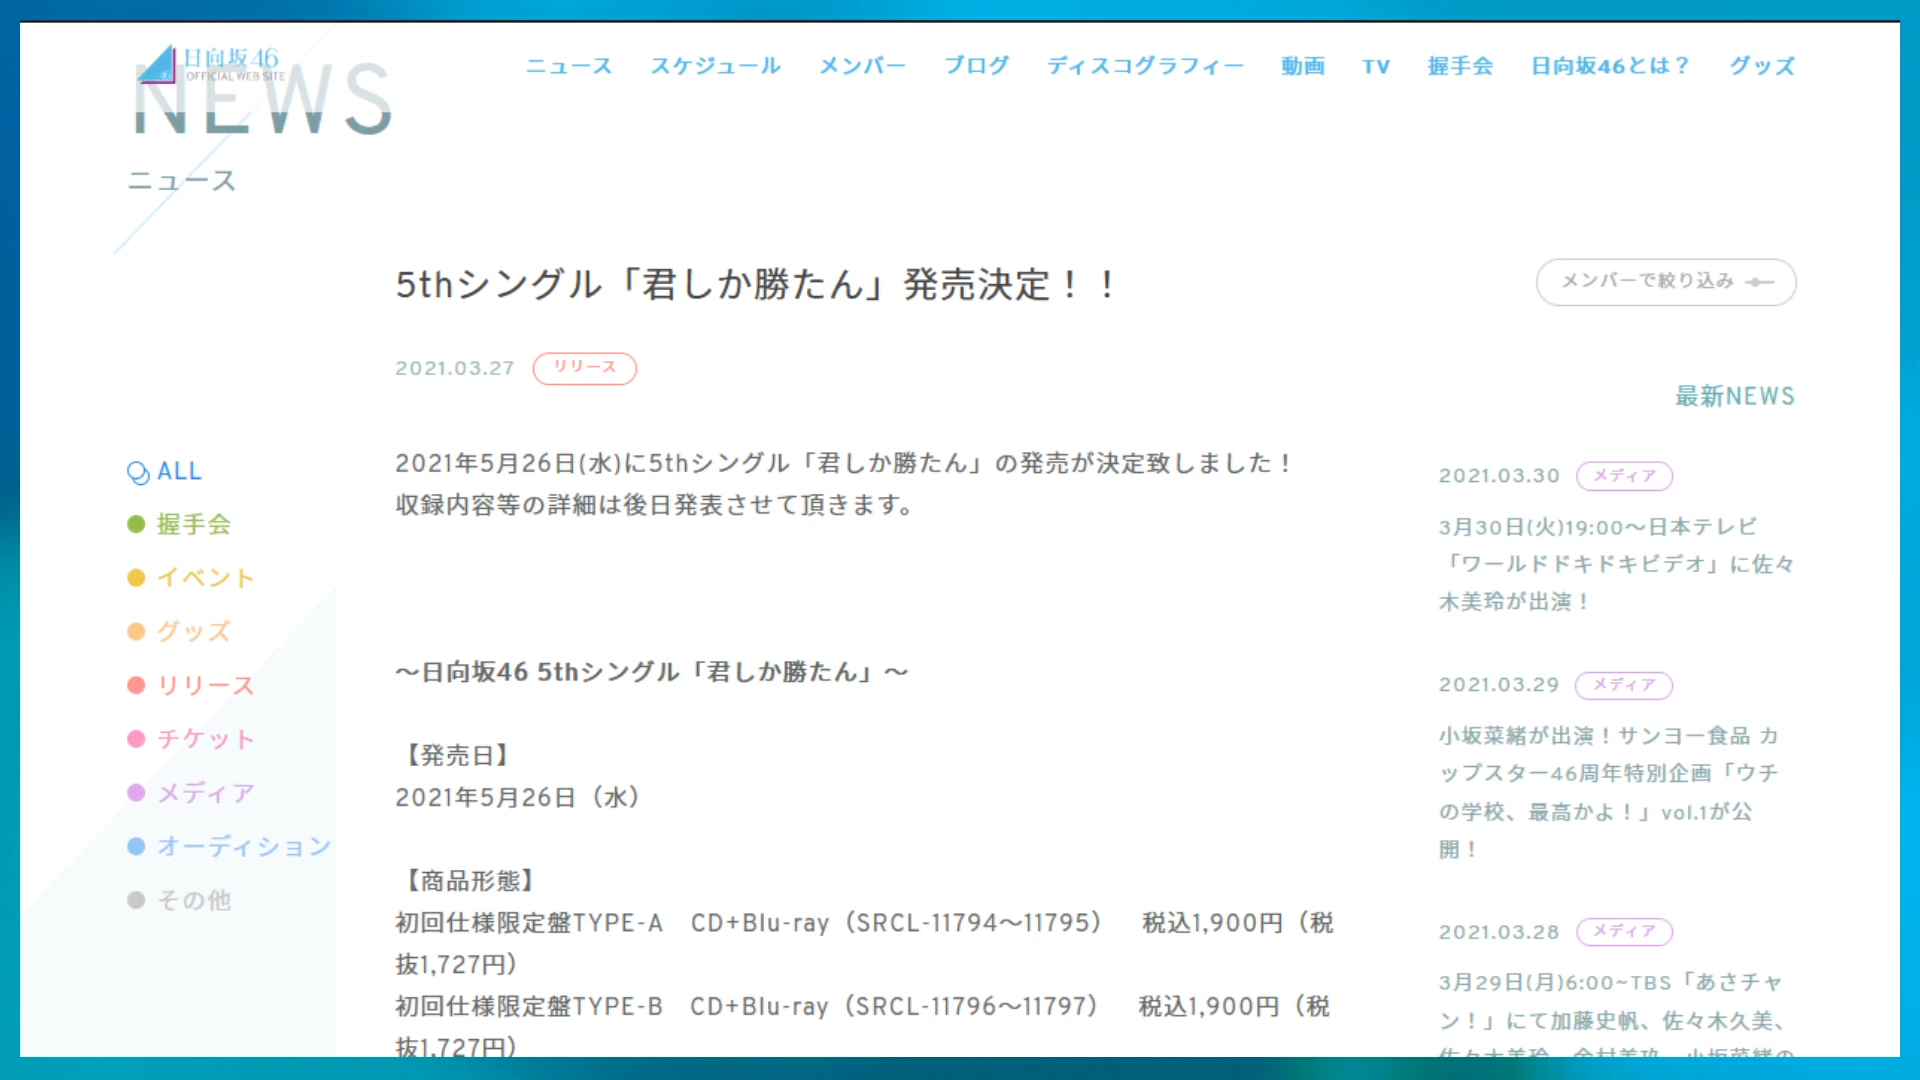 日向坂46
OFFICIAL WEB SITE
ニュース スケジュール メンバー ブログ ディスコグラフィー 動画 TV 握手会 日向坂46とは? グッズ
NEWS
ニュース
5thシングル「君しか勝たん」発売決定！！
2021.03.27 リリース
メンバーで絞り込み
最新NEWS
ALL
握手会
イベント
グッズ
リリース
チケット
メディア
オーディション
その他
2021年5月26日(水)に5thシングル「君しか勝たん」の発売が決定致しました！
収録内容等の詳細は後日発表させて頂きます。
～日向坂46 5thシングル「君しか勝たん」～
【発売日】
2021年5月26日（水）
【商品形態】
初回仕様限定盤TYPE-A　CD+Blu-ray（SRCL-11794～11795）　税込1,900円（税
抜1,727円）
初回仕様限定盤TYPE-B　CD+Blu-ray（SRCL-11796～11797）　税込1,900円（税
抜1,727円）
2021.03.30 メディア
3月30日(火)19:00～日本テレビ
「ワールドドキドキビデオ」に佐々
木美玲が出演！
2021.03.29 メディア
小坂菜緒が出演！サンヨー食品 カ
ップスター46周年特別企画「ウチ
の学校、最高かよ！」vol.1が公
開！
2021.03.28 メディア
3月29日(月)6:00~TBS「あさチャ
ン！」にて加藤史帆、佐々木久美、
佐々木美玲、金村美玖、小坂菜緒の